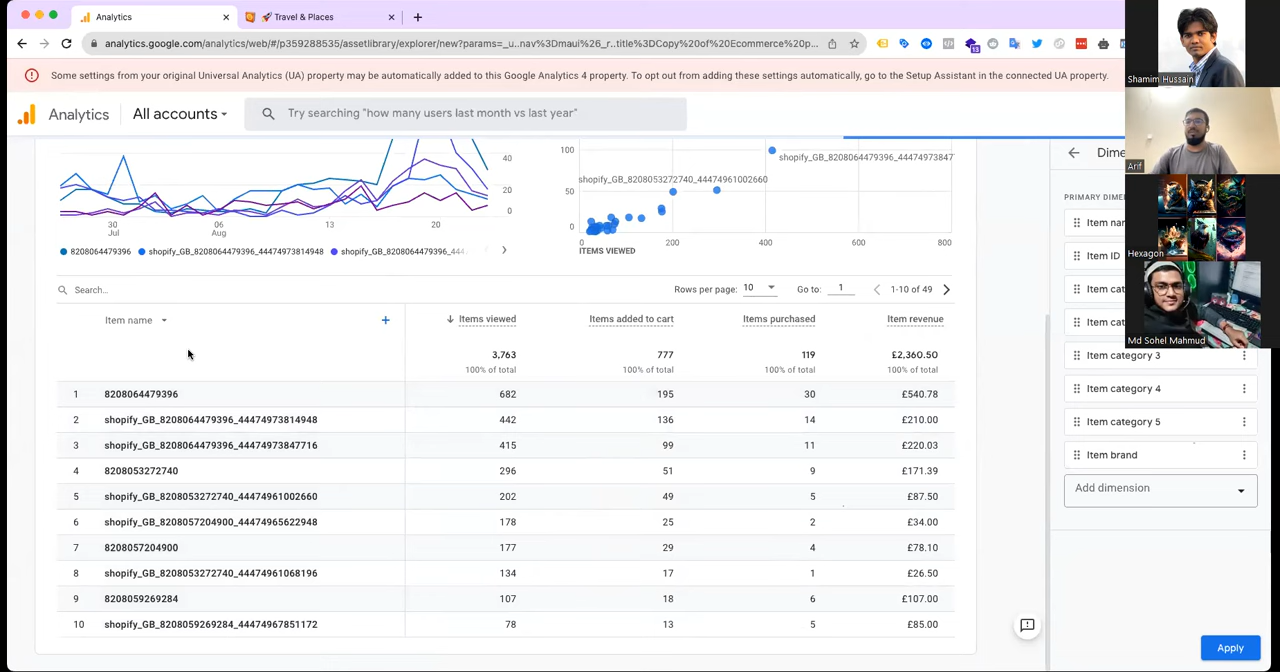 Analytics
🚀 Travel & Places
analytics.google.com/analytics/web/#/p359288535/assetlibrary/explorer/new?params=_u..nav%3Dmaui%26_r..title%3DCopy%20of%20Ecommerce%20p...
13
Some settings from your original Universal Analytics (UA) property may be automatically added to this Google Analytics 4 property. To opt out from adding these settings automatically, go to the Setup Assistant in the connected UA property.
Analytics
All accounts
Try searching "how many users last month vs last year"
Shamim Hussain
Arif
Hexagon
Md Sohel Mahmud
40
20
0
30
Jul
06
Aug
13
20
8208064479396
shopify_GB_8208064479396_44474973814948
shopify_GB_8208064479396_444...
100
50
0
shopify_GB_8208064479396_4447497384771
shopify_GB_8208053272740_44474961002660
0
200
400
600
800
ITEMS VIEWED
Search...
Rows per page: 10
Go to: 1
1-10 of 49
Item name + ↓ Items viewed Items added to cart Items purchased Item revenue
3,763 777 119 £2,360.50
100% of total 100% of total 100% of total 100% of total
1 8208064479396 682 195 30 £540.78
2 shopify_GB_8208064479396_44474973814948 442 136 14 £210.00
3 shopify_GB_8208064479396_44474973847716 415 99 11 £220.03
4 8208053272740 296 51 9 £171.39
5 shopify_GB_8208053272740_44474961002660 202 49 5 £87.50
6 shopify_GB_8208057204900_44474965622948 178 25 2 £34.00
7 8208057204900 177 29 4 £78.10
8 shopify_GB_8208053272740_44474961068196 134 17 1 £26.50
9 8208059269284 107 18 6 £107.00
10 shopify_GB_8208059269284_44474967851172 78 13 5 £85.00
Dime
PRIMARY DIME
Item nam
Item ID
Item cat
Item cat
Item category 3
Item category 4
Item category 5
Item brand
Add dimension
Apply